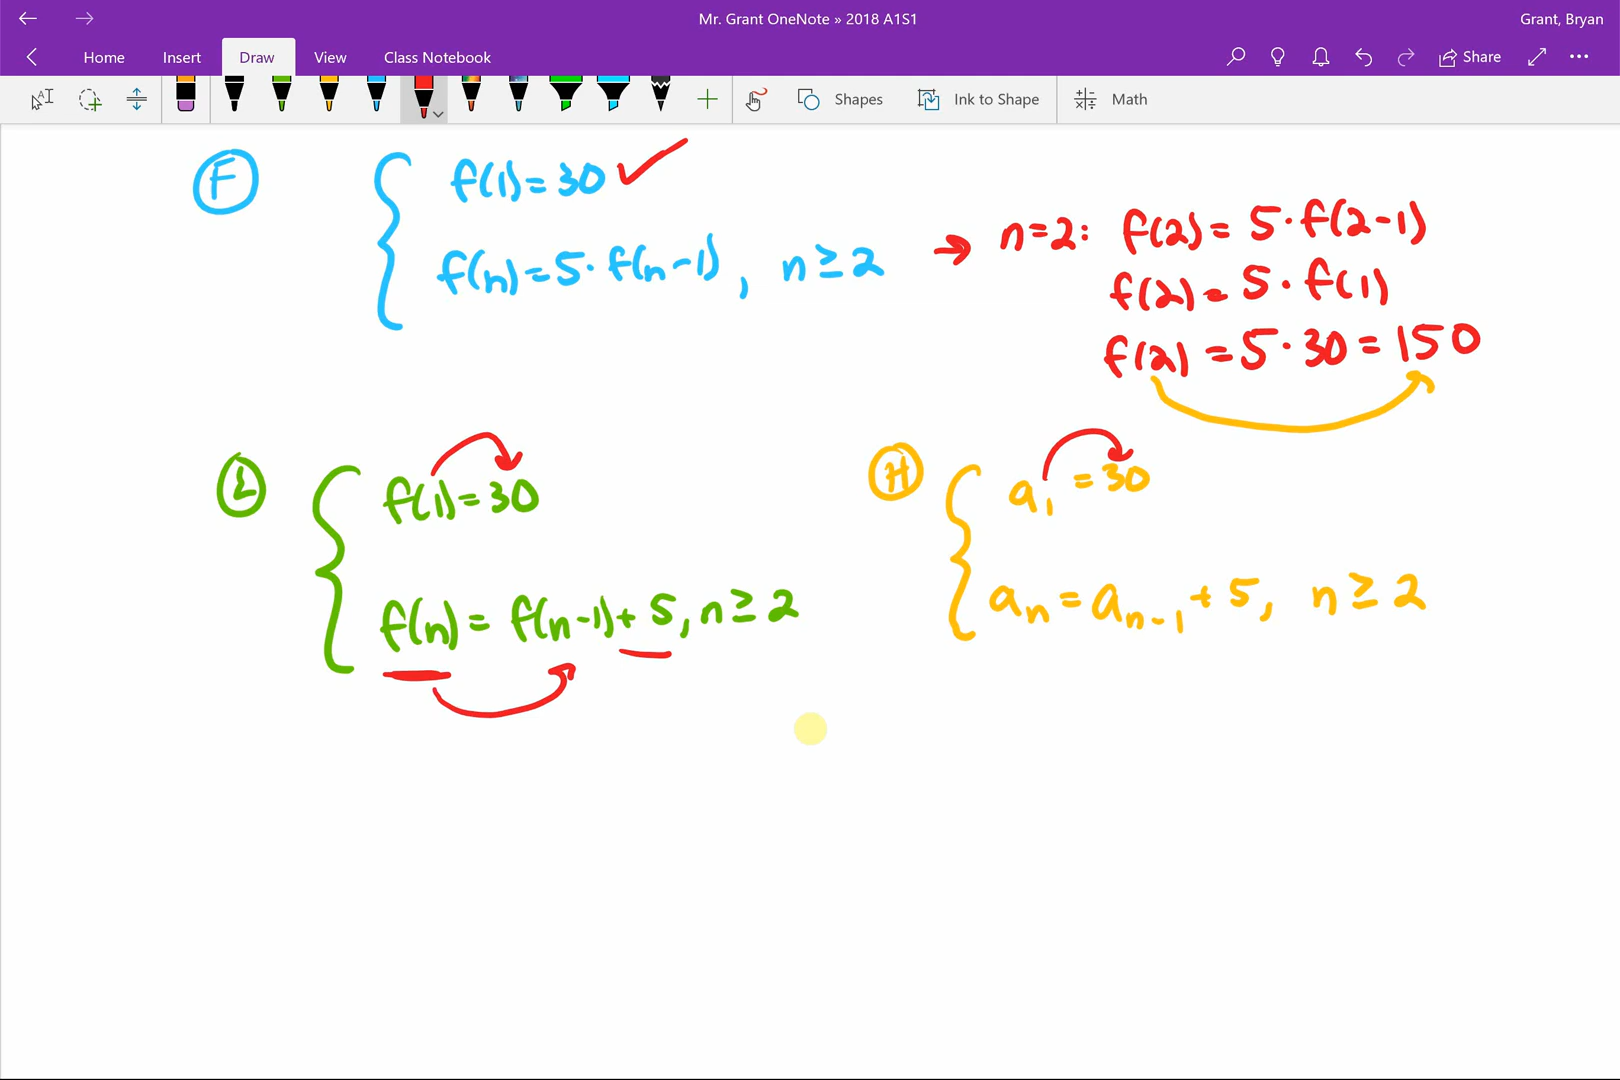 Mr. Grant OneNote » 2018 A1S1
Grant, Bryan
Home Insert Draw View Class Notebook
Share
Shapes Ink to Shape Math
F
f(1)=30
f(n)=5·f(n-1), n≥2
→ n=2: f(2)=5·f(2-1)
f(2)=5·f(1)
f(2)=5·30=150
f(1)=30
f(n)=f(n-1)+5, n≥2
H
a₁=30
aₙ=aₙ₋₁+5, n≥2